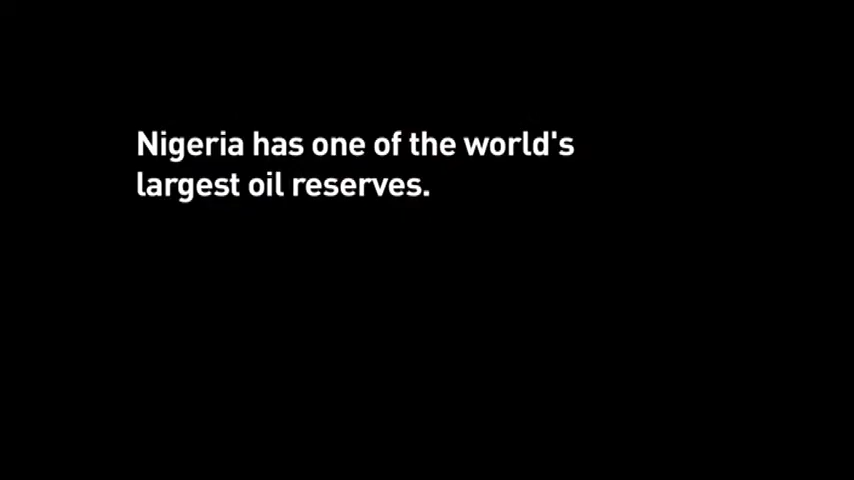 Nigeria has one of the world's
largest oil reserves.